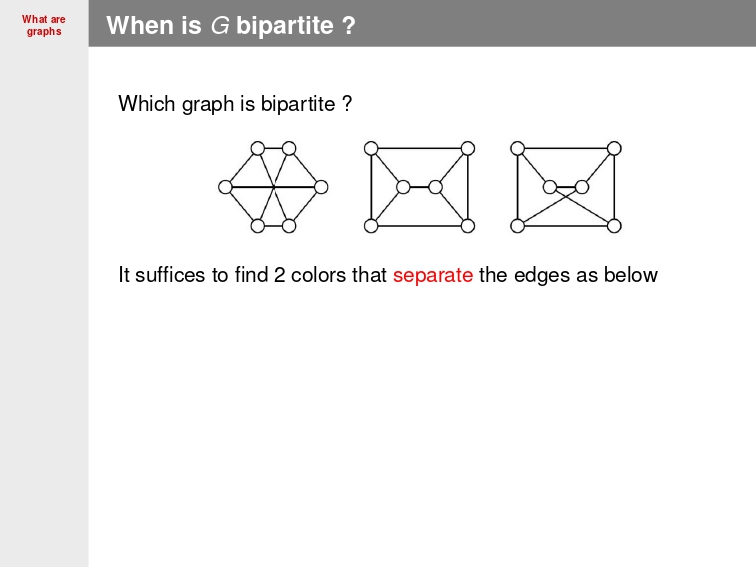 What are
graphs
When is G bipartite ?
Which graph is bipartite ?
It suffices to find 2 colors that separate the edges as below